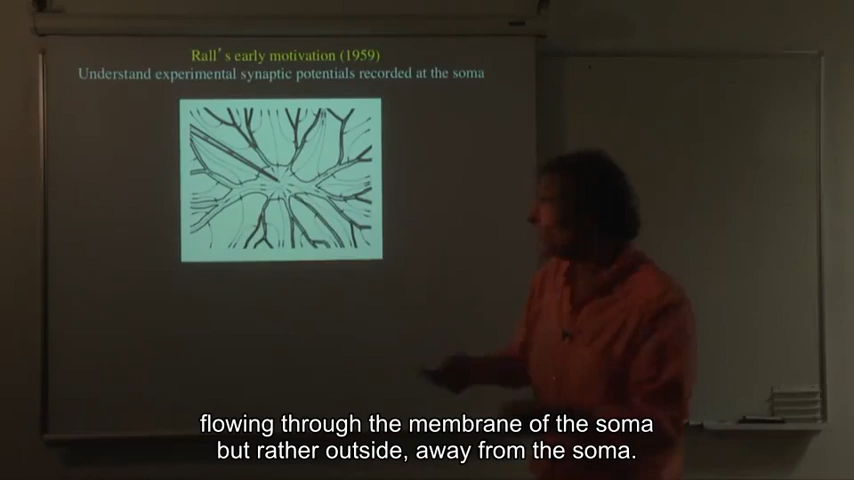 Rall's early motivation (1959)
Understand experimental synaptic potentials recorded at the soma
flowing through the membrane of the soma
but rather outside, away from the soma.